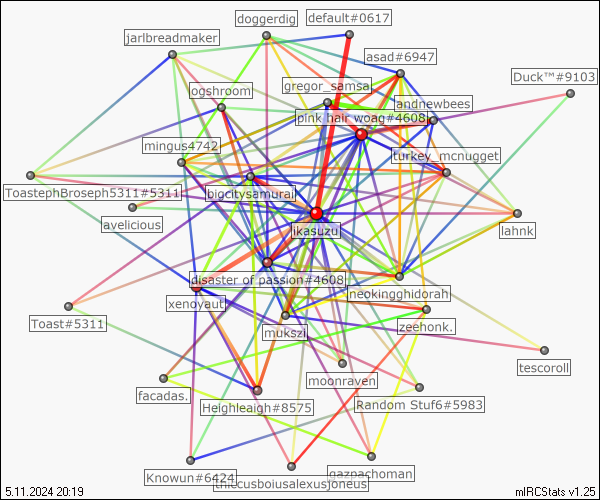 doggerdig
default#0617
jarlbreadmaker
asad#6947
Duck™#9103
gregor_samsa
ogshroom
andnewbees
pink hair woag#4608
mingus4742
turkey_mcnugget
ToastephBroseph5311#5311
bigcitysamurai
avelicious
likasuzu
lahnk
disaster of passion#4608
neokingghidorah
xenoyaut
Toast#5311
mukszi.
zeehonk.
tescoroll
moonraven
facadas.
Heighleaigh#8575
Random Stuf6#5983
Knowun#6424
thiccusboiusalexusjoneus
gazpachoman
5.11.2024 20:19
mIRCStats v1.25